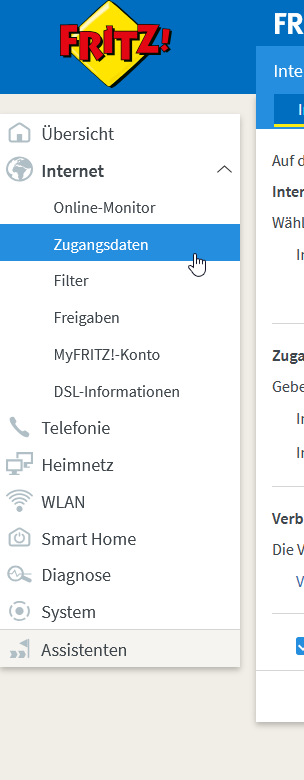 FRITZ!
FR
Übersicht
Internet
Online-Monitor
Zugangsdaten
Filter
Freigaben
MyFRITZ!-Konto
DSL-Informationen
Telefonie
Heimnetz
WLAN
Smart Home
Diagnose
System
Assistenten
Inte
I
Auf d
Inter
Wähl
I
Zuga
Gebe
I
I
Verb
Die V
V